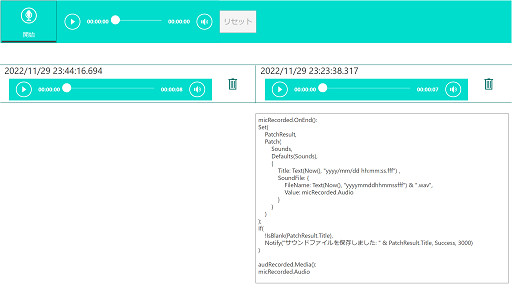 開始
00:00:00
00:00:00
リセット
2022/11/29 23:44:16.694
2022/11/29 23:23:38.317
00:00:00
00:00:08
00:00:00
00:00:07
micRecorded.OnEnd():
Set(
PatchResult,
Patch(
Sounds,
Defaults(Sounds),
{
Title: Text(Now(), "yyyy/mm/dd hh:mm:ss.fff") ,
SoundFile: {
FileName: Text(Now(), "yyyymmddhhmmssfff") & ".wav",
Value: micRecorded.Audio
}
}
)
);
If(
!IsBlank(PatchResult.Title),
Notify("サウンドファイルを保存しました: " & PatchResult.Title, Success, 3000)
)
audRecorded.Media():
micRecorded.Audio